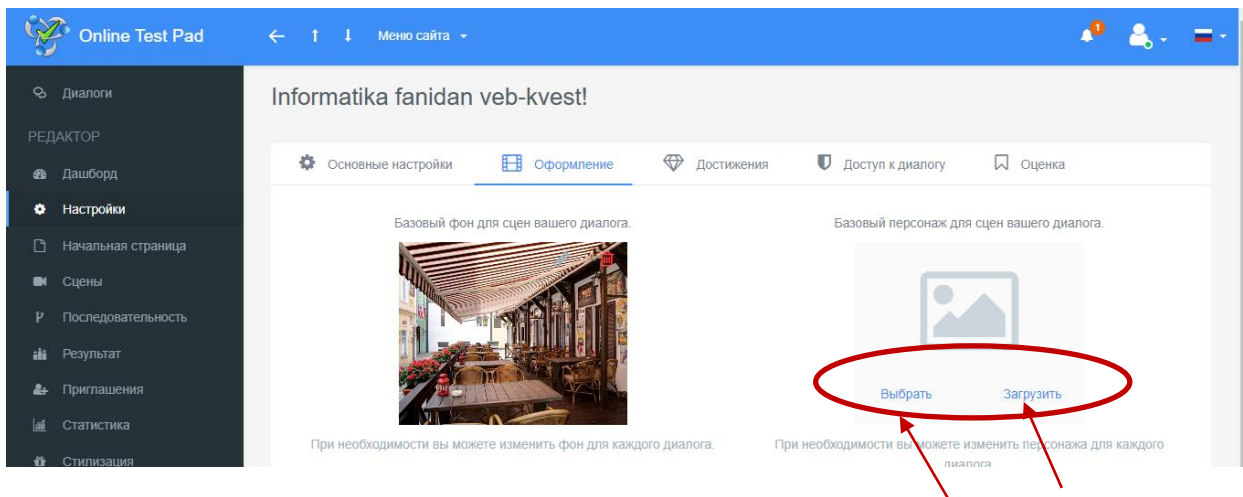 Online Test Pad
Меню сайта
1
Диалоги
Informatika fanidan veb-kvest!
РЕДАКТОР
Дашборд
Настройки
Начальная страница
Сцены
Последовательность
Результат
Приглашения
Статистика
Стилизация
Основные настройки
Оформление
Достижения
Доступ к диалогу
Оценка
Базовый фон для сцен вашего диалога.
При необходимости вы можете изменить фон для каждого диалога.
Базовый персонаж для сцен вашего диалога.
Выбрать
Загрузить
При необходимости вы можете изменить персонажа для каждого
диалога